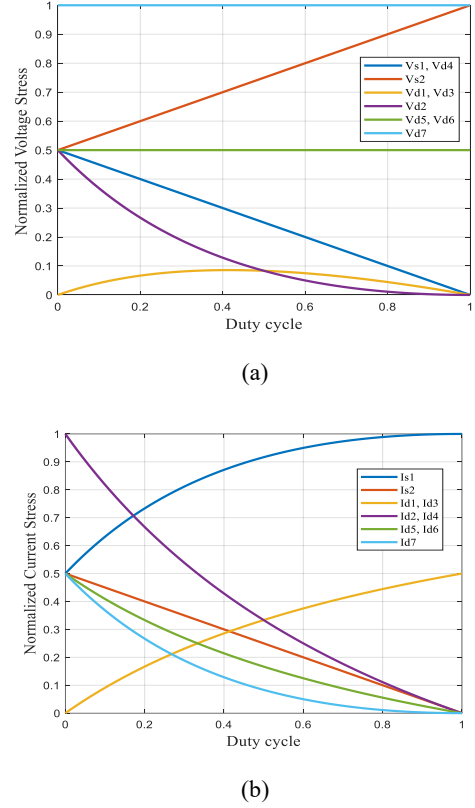 1
0.9
0.8
0.7
0.6
0.5
0.4
0.3
0.2
0.1
0
Normalized Voltage Stress
Vs1, Vd4
Vs2
Vd1, Vd3
Vd2
Vd5, Vd6
Vd7
0 0.2 0.4 0.6 0.8 1
Duty cycle
(a)
1
0.9
0.8
0.7
0.6
0.5
0.4
0.3
0.2
0.1
0
Normalized Current Stress
Is1
Is2
Id1, Id3
Id2, Id4
Id5, Id6
Id7
0 0.2 0.4 0.6 0.8 1
Duty cycle
(b)